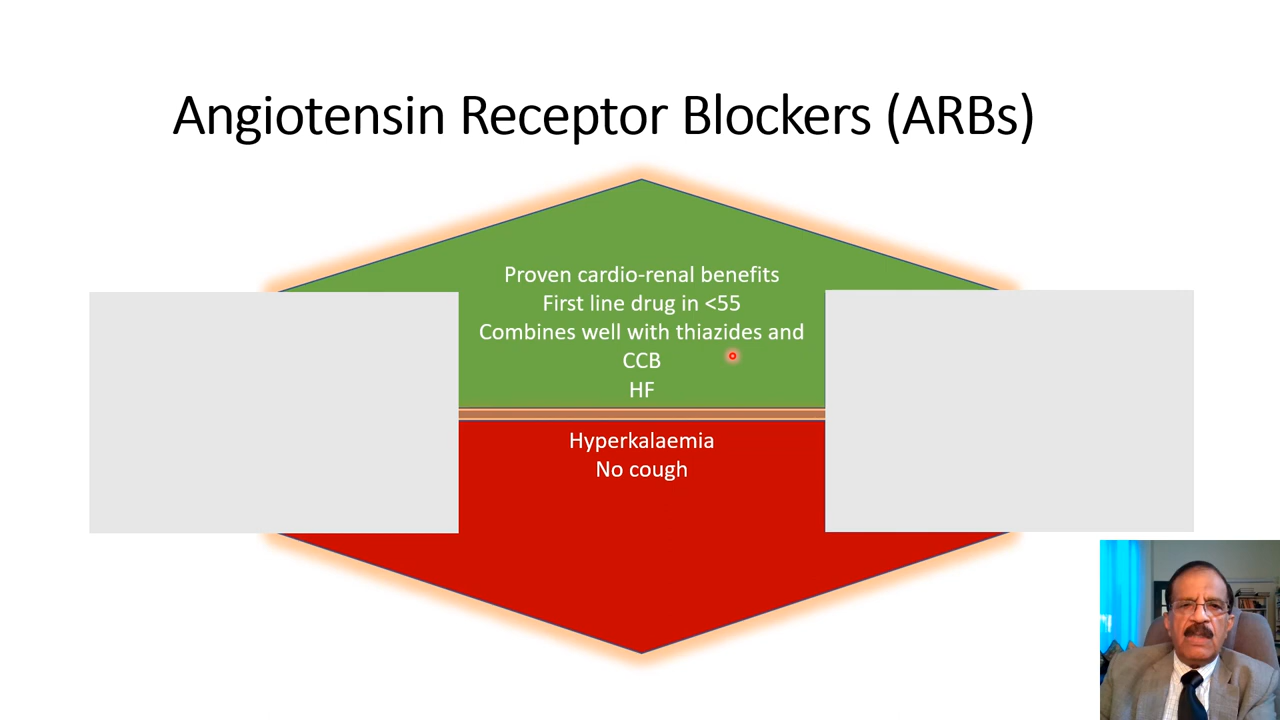 Angiotensin Receptor Blockers (ARBs)
Proven cardio-renal benefits
First line drug in <55
Combines well with thiazides and
CCB
HF
Hyperkalaemia
No cough